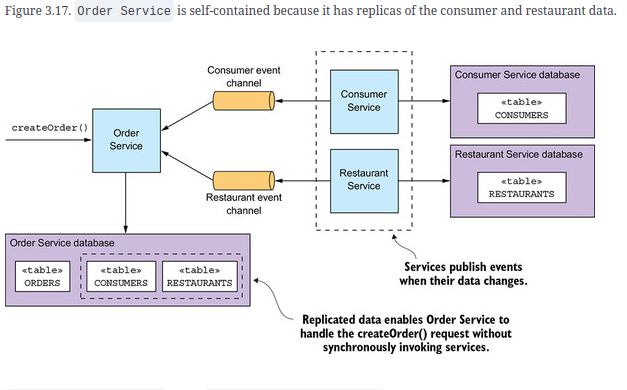 Figure 3.17. Order Service is self-contained because it has replicas of the consumer and restaurant data.
Consumer event
channel
Consumer
Service
Consumer Service database
«table»
CONSUMERS
createOrder()
Order
Service
Restaurant event
channel
Restaurant
Service
Restaurant Service database
«table»
RESTAURANTS
Order Service database
«table»
ORDERS
«table»
CONSUMERS
«table»
RESTAURANTS
Services publish events
when their data changes.
Replicated data enables Order Service to
handle the createOrder() request without
synchronously invoking services.